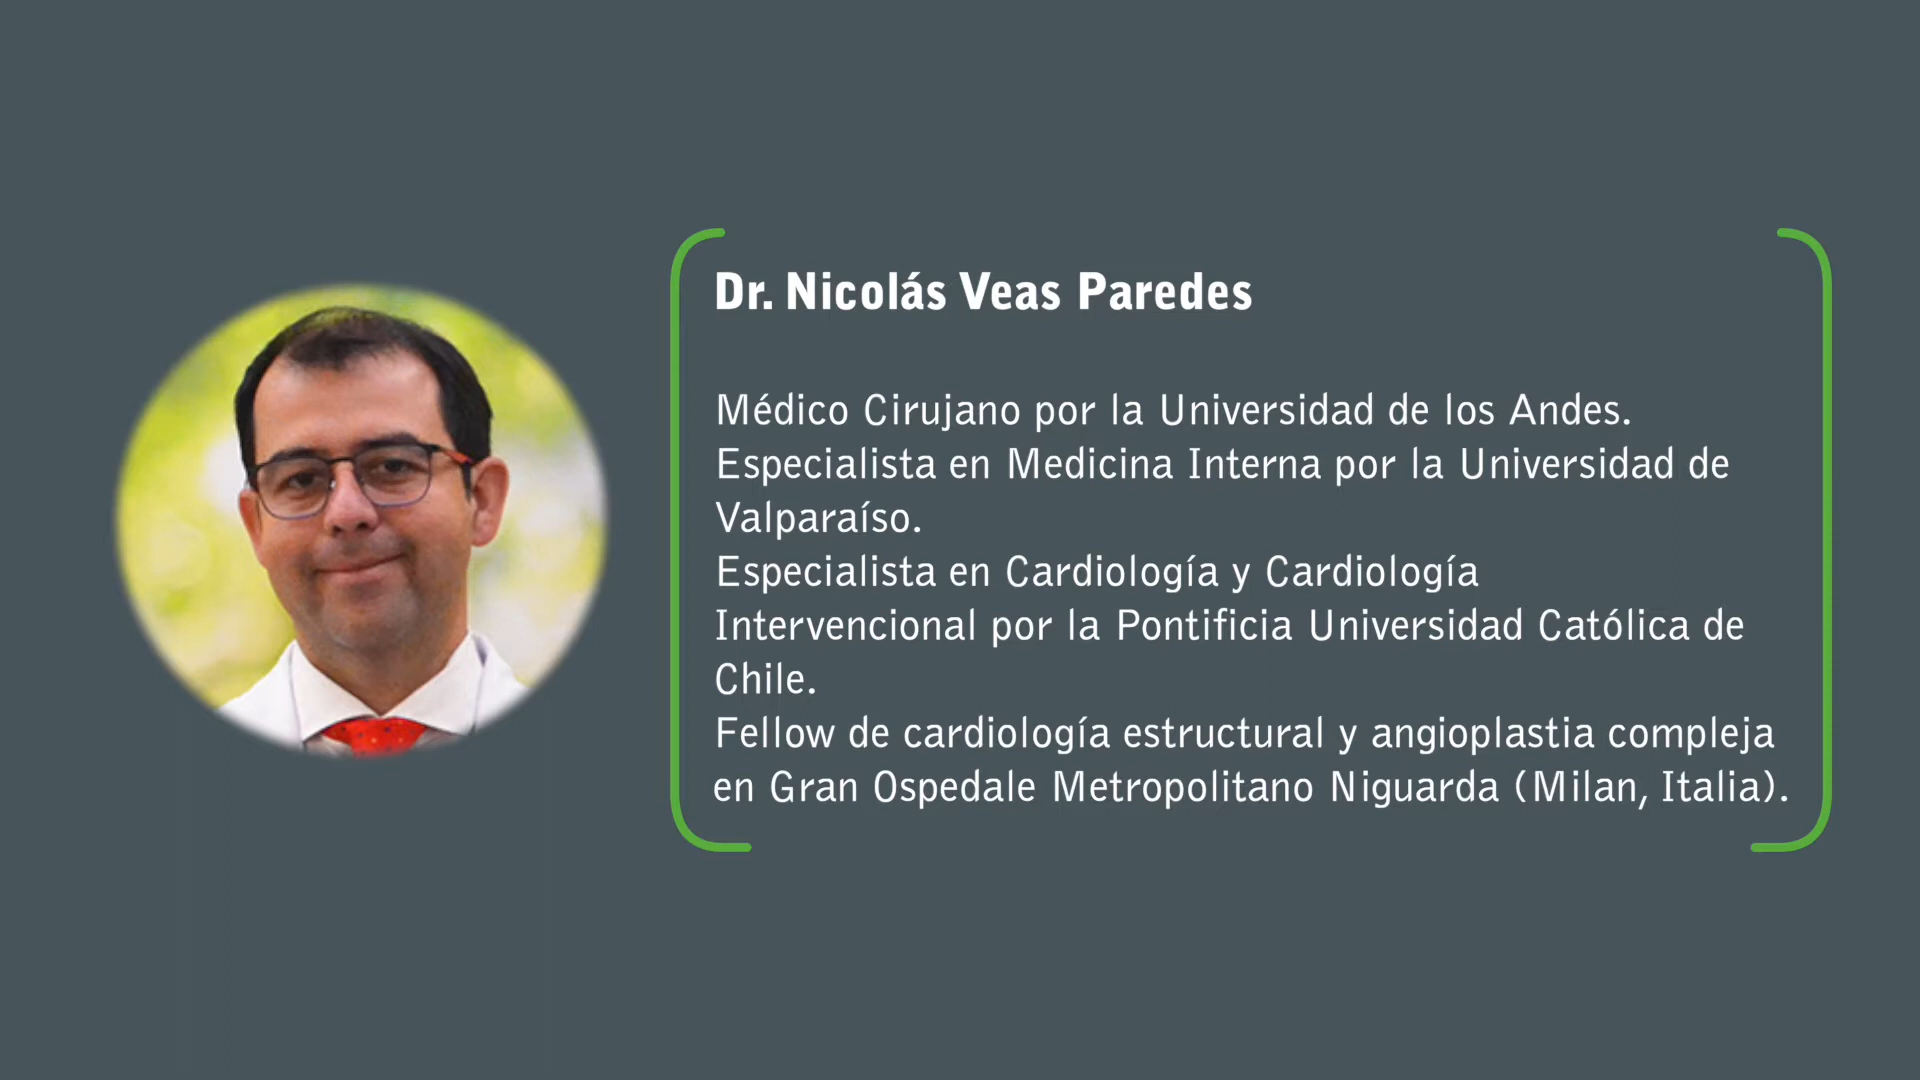 Dr. Nicolás Veas Paredes
Médico Cirujano por la Universidad de los Andes.
Especialista en Medicina Interna por la Universidad de
Valparaíso.
Especialista en Cardiología y Cardiología
Intervencional por la Pontificia Universidad Católica de
Chile.
Fellow de cardiología estructural y angioplastia compleja
en Gran Ospedale Metropolitano Niguarda (Milan, Italia).